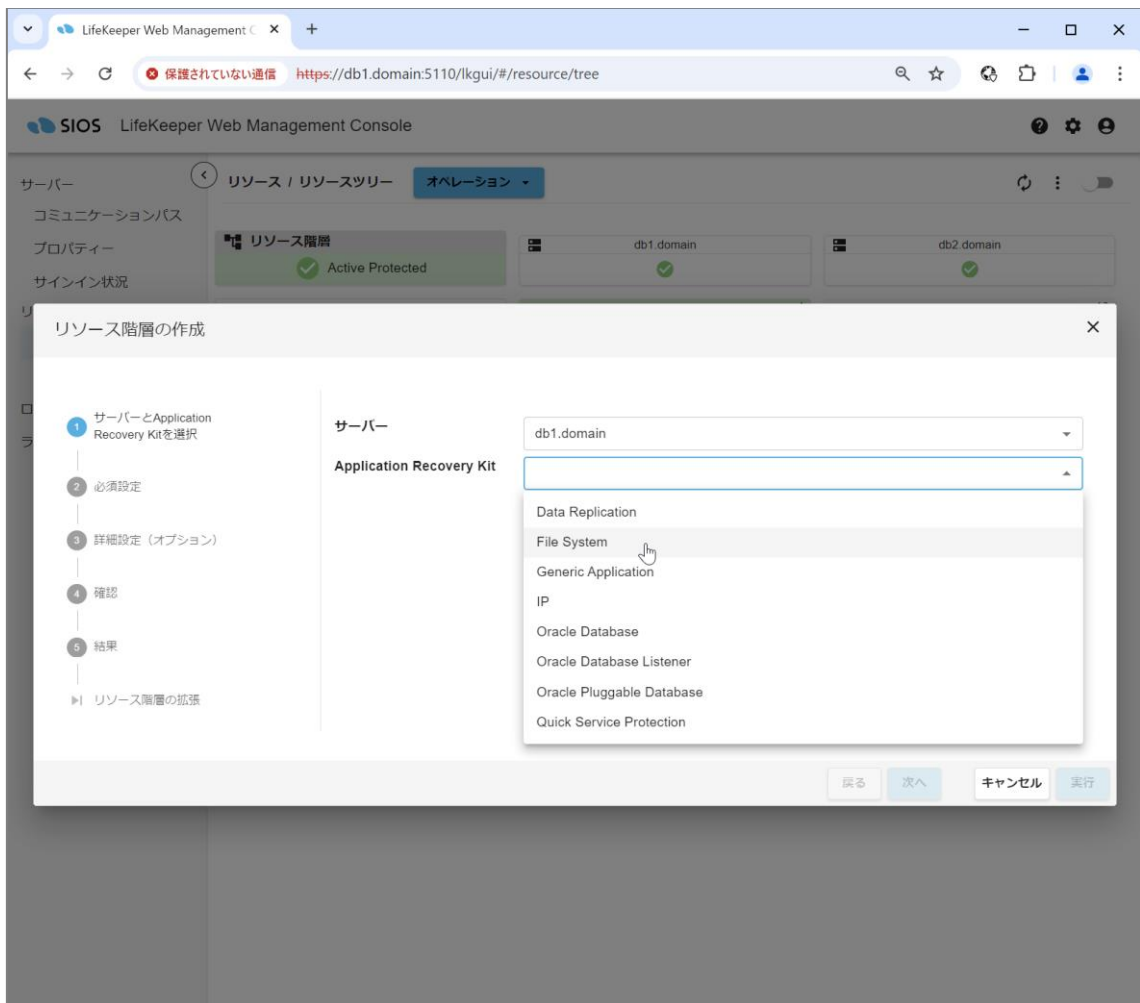 LifeKeeper Web Management C
保護されていない通信 https://db1.domain:5110/lkgui/#/resource/tree
SIOS LifeKeeper Web Management Console
サーバー
コミュニケーションパス
プロパティー
サインイン状況
リ
ロ
ラ
リソース / リソースツリー オペレーション
リソース階層
Active Protected
db1.domain
db2.domain
リソース階層の作成
1 サーバーとApplication
Recovery Kitを選択
2 必須設定
3 詳細設定（オプション）
4 確認
5 結果
リソース階層の拡張
サーバー db1.domain
Application Recovery Kit
Data Replication
File System
Generic Application
IP
Oracle Database
Oracle Database Listener
Oracle Pluggable Database
Quick Service Protection
戻る 次へ キャンセル 実行